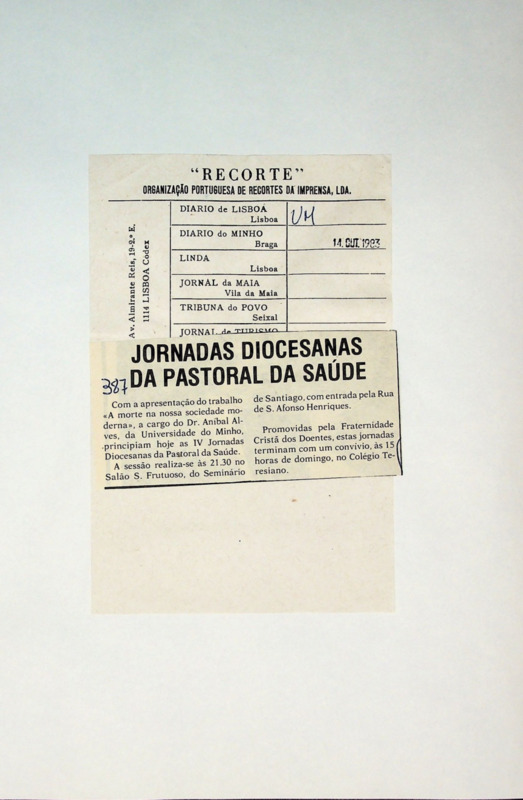 “RECORTE”
ORGANIZAÇÃO PORTUGUESA DE RECORTES DA IMPRENSA, LDA.
Av. Almirante Reis, 19-2.º E.
1114 LISBOA Codex
DIARIO de LISBOA
Lisboa
UM
DIARIO do MINHO
Braga
14. OUT. 1983
LINDA
Lisboa
JORNAL da MAIA
Vila da Maia
TRIBUNA do POVO
Seixal
JORNAL de TURISMO
JORNADAS DIOCESANAS
DA PASTORAL DA SAÚDE
387
Com a apresentação do trabalho
«A morte na nossa sociedade mo-
derna», a cargo do Dr. Aníbal Al-
ves, da Universidade do Minho,
principiam hoje as IV Jornadas
Diocesanas da Pastoral da Saúde.
A sessão realiza-se às 21.30 no
Salão S. Frutuoso, do Seminário
de Santiago, com entrada pela Rua
de S. Afonso Henriques.
Promovidas pela Fraternidade
Cristã dos Doentes, estas jornadas
terminam com um convívio, às 15
horas de domingo, no Colégio Te-
resiano.